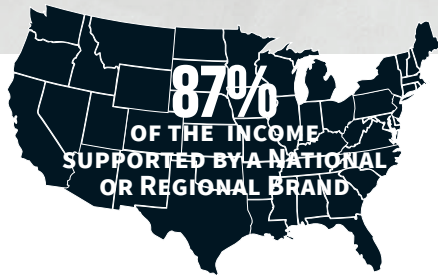 87%
OF THE INCOME
SUPPORTED BY A NATIONAL
OR REGIONAL BRAND